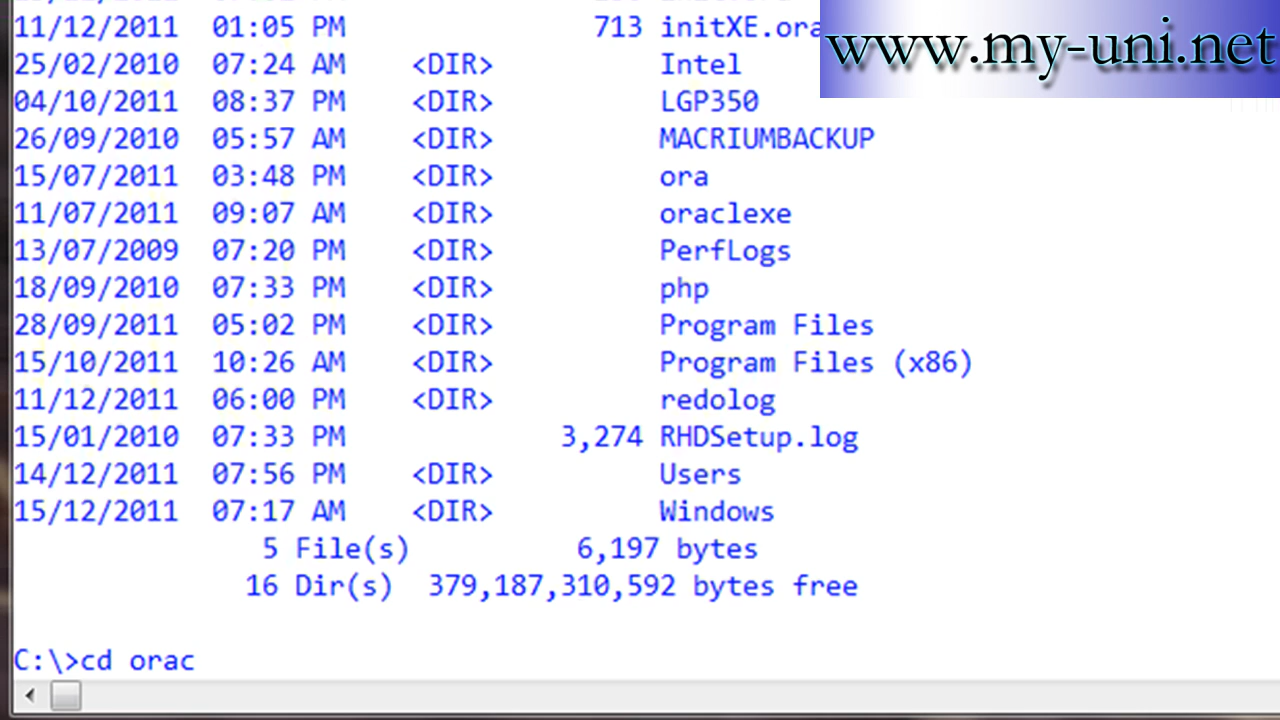 www.my-uni.net
11/12/2011 01:05 PM 713 initXE.ora
25/02/2010 07:24 AM <DIR> Intel
04/10/2011 08:37 PM <DIR> LGP350
26/09/2010 05:57 AM <DIR> MACRIUMBACKUP
15/07/2011 03:48 PM <DIR> ora
11/07/2011 09:07 AM <DIR> oraclexe
13/07/2009 07:20 PM <DIR> PerfLogs
18/09/2010 07:33 PM <DIR> php
28/09/2011 05:02 PM <DIR> Program Files
15/10/2011 10:26 AM <DIR> Program Files (x86)
11/12/2011 06:00 PM <DIR> redolog
15/01/2010 07:33 PM 3,274 RHDSetup.log
14/12/2011 07:56 PM <DIR> Users
15/12/2011 07:17 AM <DIR> Windows
5 File(s) 6,197 bytes
16 Dir(s) 379,187,310,592 bytes free
C:\>cd orac